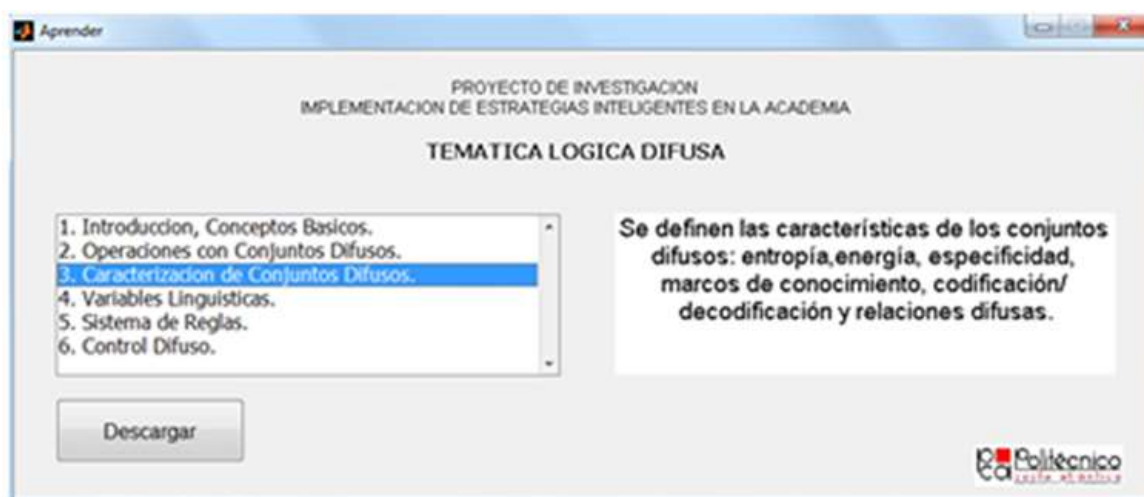 Aprender
PROYECTO DE INVESTIGACION
IMPLEMENTACION DE ESTRATEGIAS INTELIGENTES EN LA ACADEMIA
TEMATICA LOGICA DIFUSA
1. Introduccion, Conceptos Basicos.
2. Operaciones con Conjuntos Difusos.
3. Caracterizacion de Conjuntos Difusos.
4. Variables Linguisticas.
5. Sistema de Reglas.
6. Control Difuso.
Se definen las características de los conjuntos
difusos: entropía,energía, especificidad,
marcos de conocimiento, codificación/
decodificación y relaciones difusas.
Descargar
Politécnico